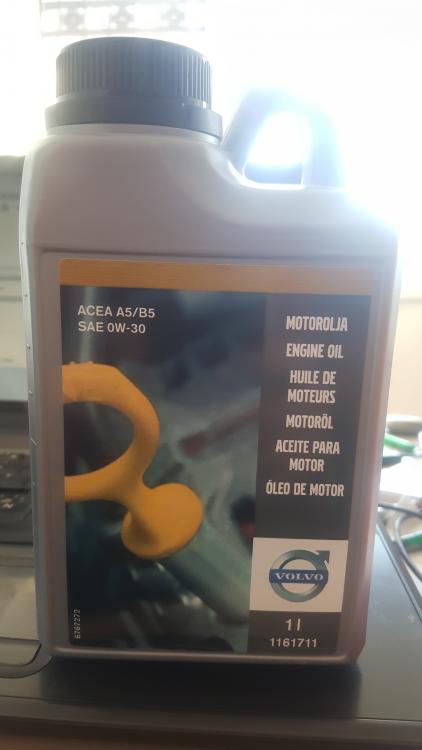 ACEA A5/B5
SAE 0W-30
MOTOROLJA
ENGINE OIL
HUILE DE
MOTEURS
MOTORÖL
ACEITE PARA
MOTOR
ÓLEO DE MOTOR
VOLVO
1 l
1161711
6767272